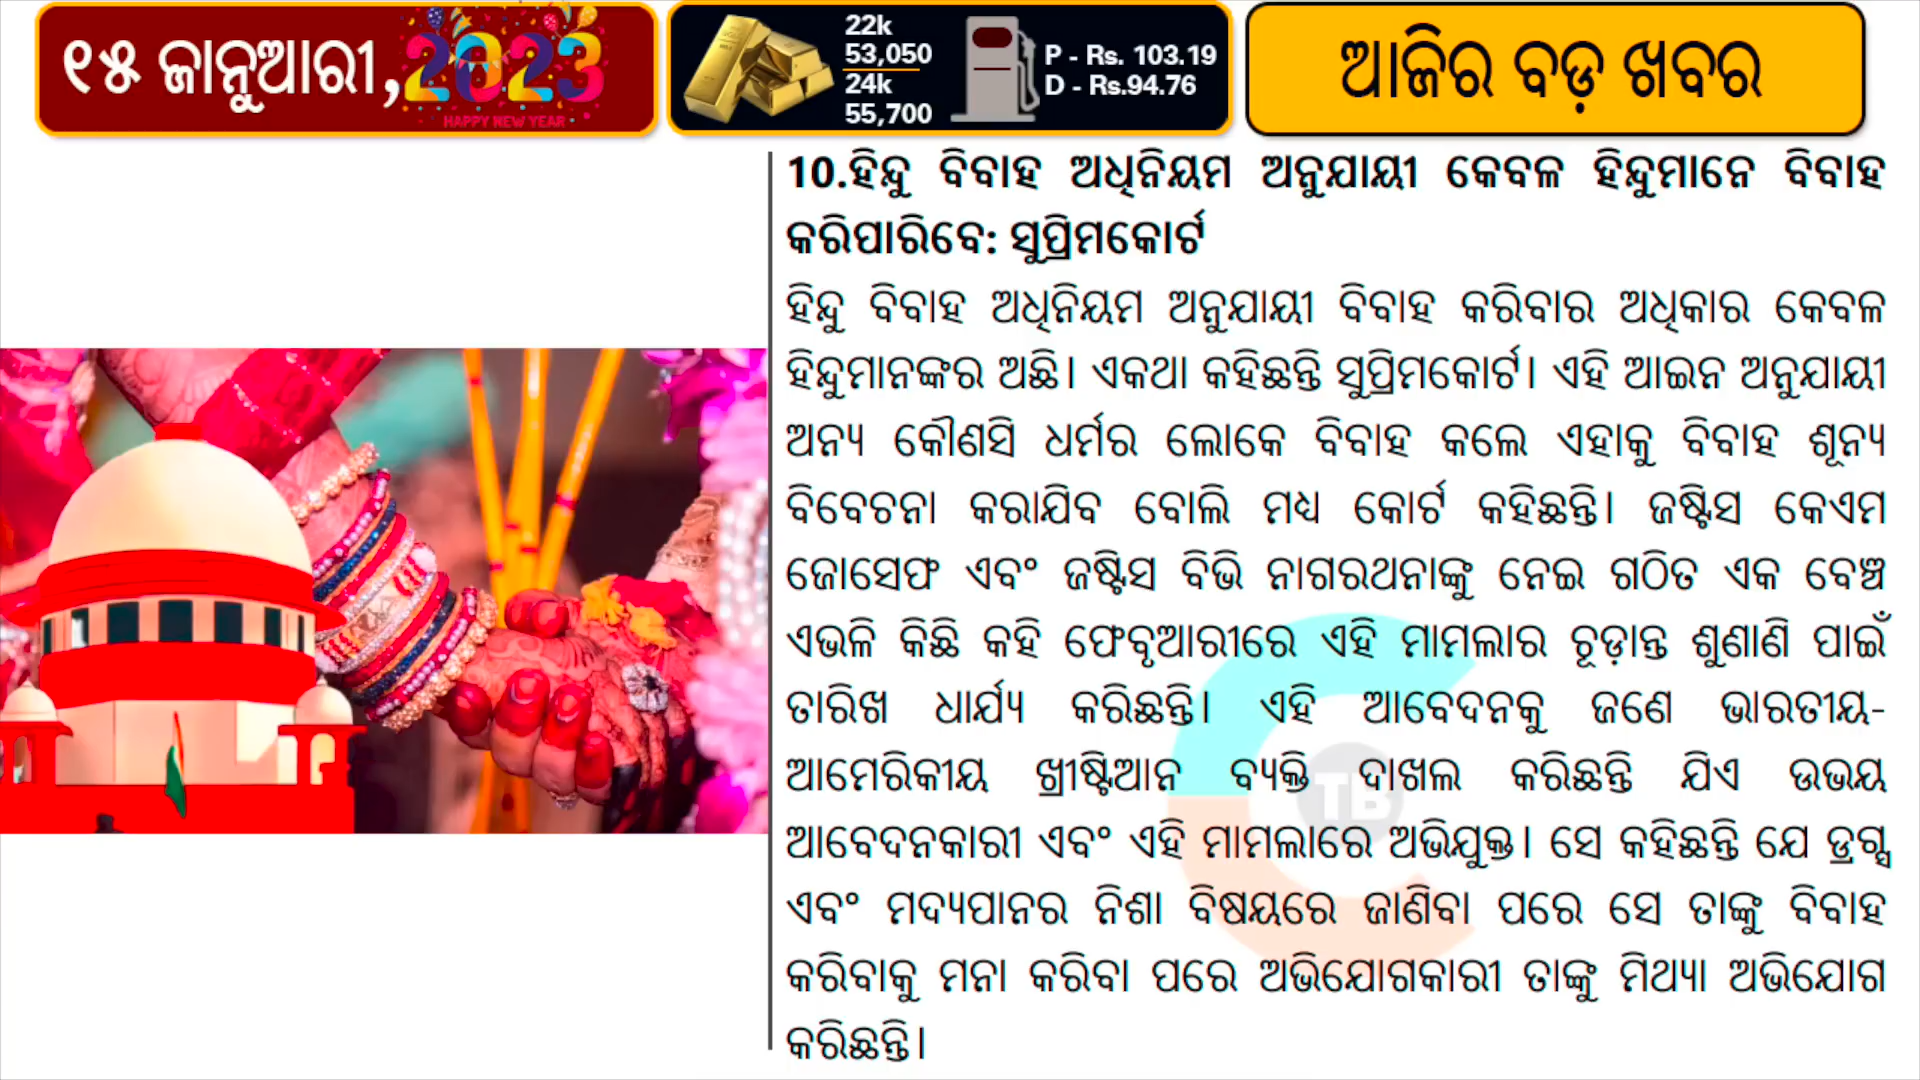 ୧୫ ଜାନୁଆରୀ, 2023
HAPPY NEW YEAR
22k
53,050
24k
55,700
P - Rs. 103.19
D - Rs.94.76
ଆଜିର ବଡ଼ ଖବର
10.ହିନ୍ଦୁ ବିବାହ ଅଧିନିୟମ ଅନୁଯାୟୀ କେବଳ ହିନ୍ଦୁମାନେ ବିବାହ
କରିପାରିବେ: ସୁପ୍ରିମକୋର୍ଟ
ହିନ୍ଦୁ ବିବାହ ଅଧିନିୟମ ଅନୁଯାୟୀ ବିବାହ କରିବାର ଅଧିକାର କେବଳ
ହିନ୍ଦୁମାନଙ୍କର ଅଛି। ଏକଥା କହିଛନ୍ତି ସୁପ୍ରିମକୋର୍ଟ। ଏହି ଆଇନ ଅନୁଯାୟୀ
ଅନ୍ୟ କୌଣସି ଧର୍ମର ଲୋକେ ବିବାହ କଲେ ଏହାକୁ ବିବାହ ଶୂନ୍ୟ
ବିବେଚନା କରାଯିବ ବୋଲି ମଧ୍ୟ କୋର୍ଟ କହିଛନ୍ତି। ଜଷ୍ଟିସ କେଏମ
ଜୋସେଫ ଏବଂ ଜଷ୍ଟିସ ବିଭି ନାଗରଥନାଙ୍କୁ ନେଇ ଗଠିତ ଏକ ବେଞ୍ଚ
ଏଭଳି କିଛି କହି ଫେବୃଆରୀରେ ଏହି ମାମଲାର ଚୂଡ଼ାନ୍ତ ଶୁଣାଣି ପାଇଁ
ତାରିଖ ଧାର୍ଯ୍ୟ କରିଛନ୍ତି। ଏହି ଆବେଦନକୁ ଜଣେ ଭାରତୀୟ-
ଆମେରିକୀୟ ଖ୍ରୀଷ୍ଟିଆନ ବ୍ୟକ୍ତି ଦାଖଲ କରିଛନ୍ତି ଯିଏ ଉଭୟ
ଆବେଦନକାରୀ ଏବଂ ଏହି ମାମଲାରେ ଅଭିଯୁକ୍ତ। ସେ କହିଛନ୍ତି ଯେ ଡ୍ରଗ୍ସ
ଏବଂ ମଦ୍ୟପାନର ନିଶା ବିଷୟରେ ଜାଣିବା ପରେ ସେ ତାଙ୍କୁ ବିବାହ
କରିବାକୁ ମନା କରିବା ପରେ ଅଭିଯୋଗକାରୀ ତାଙ୍କୁ ମିଥ୍ୟା ଅଭିଯୋଗ
କରିଛନ୍ତି।
TB